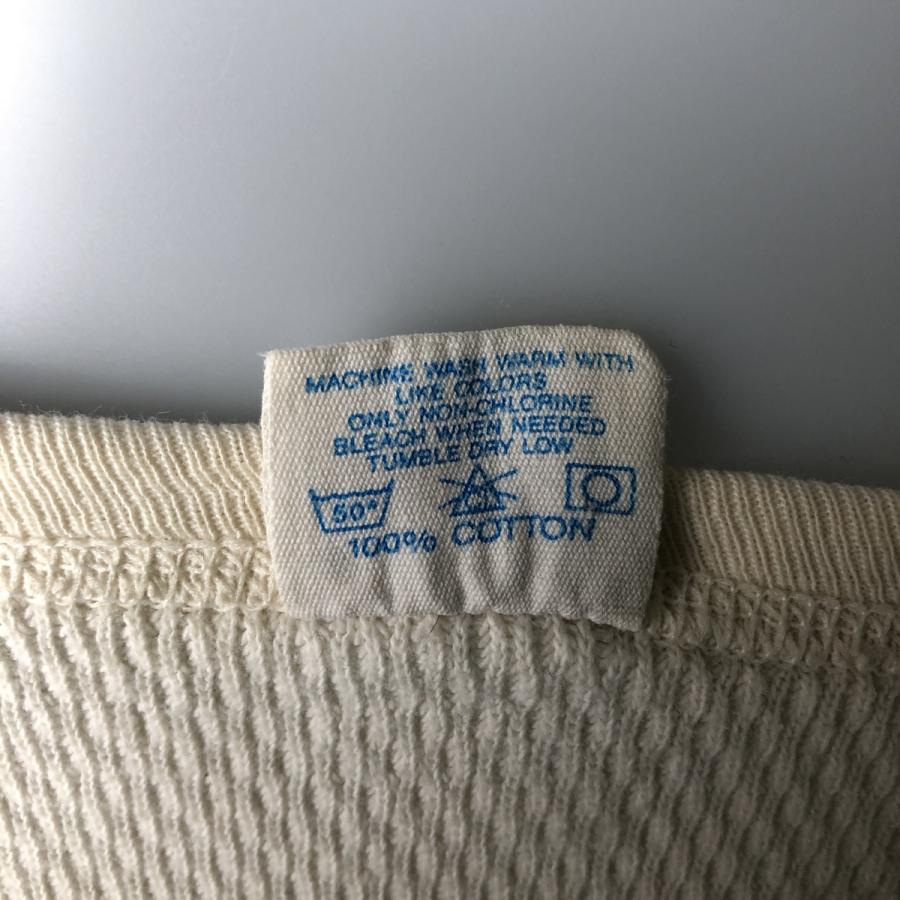 MACHINE WASH WARM WITH
LIKE COLORS
ONLY NON-CHLORINE
BLEACH WHEN NEEDED
TUMBLE DRY LOW
50°
100% COTTON